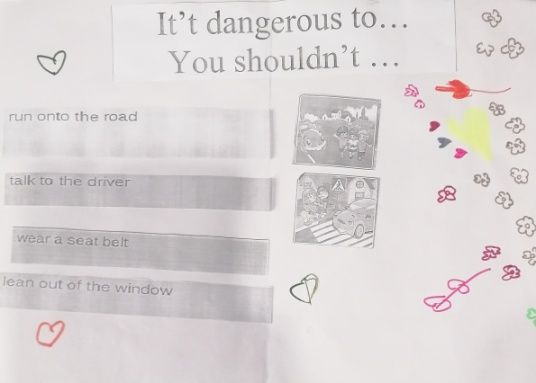 It't dangerous to...
You shouldn't ...
run onto the road
talk to the driver
wear a seat belt
lean out of the window